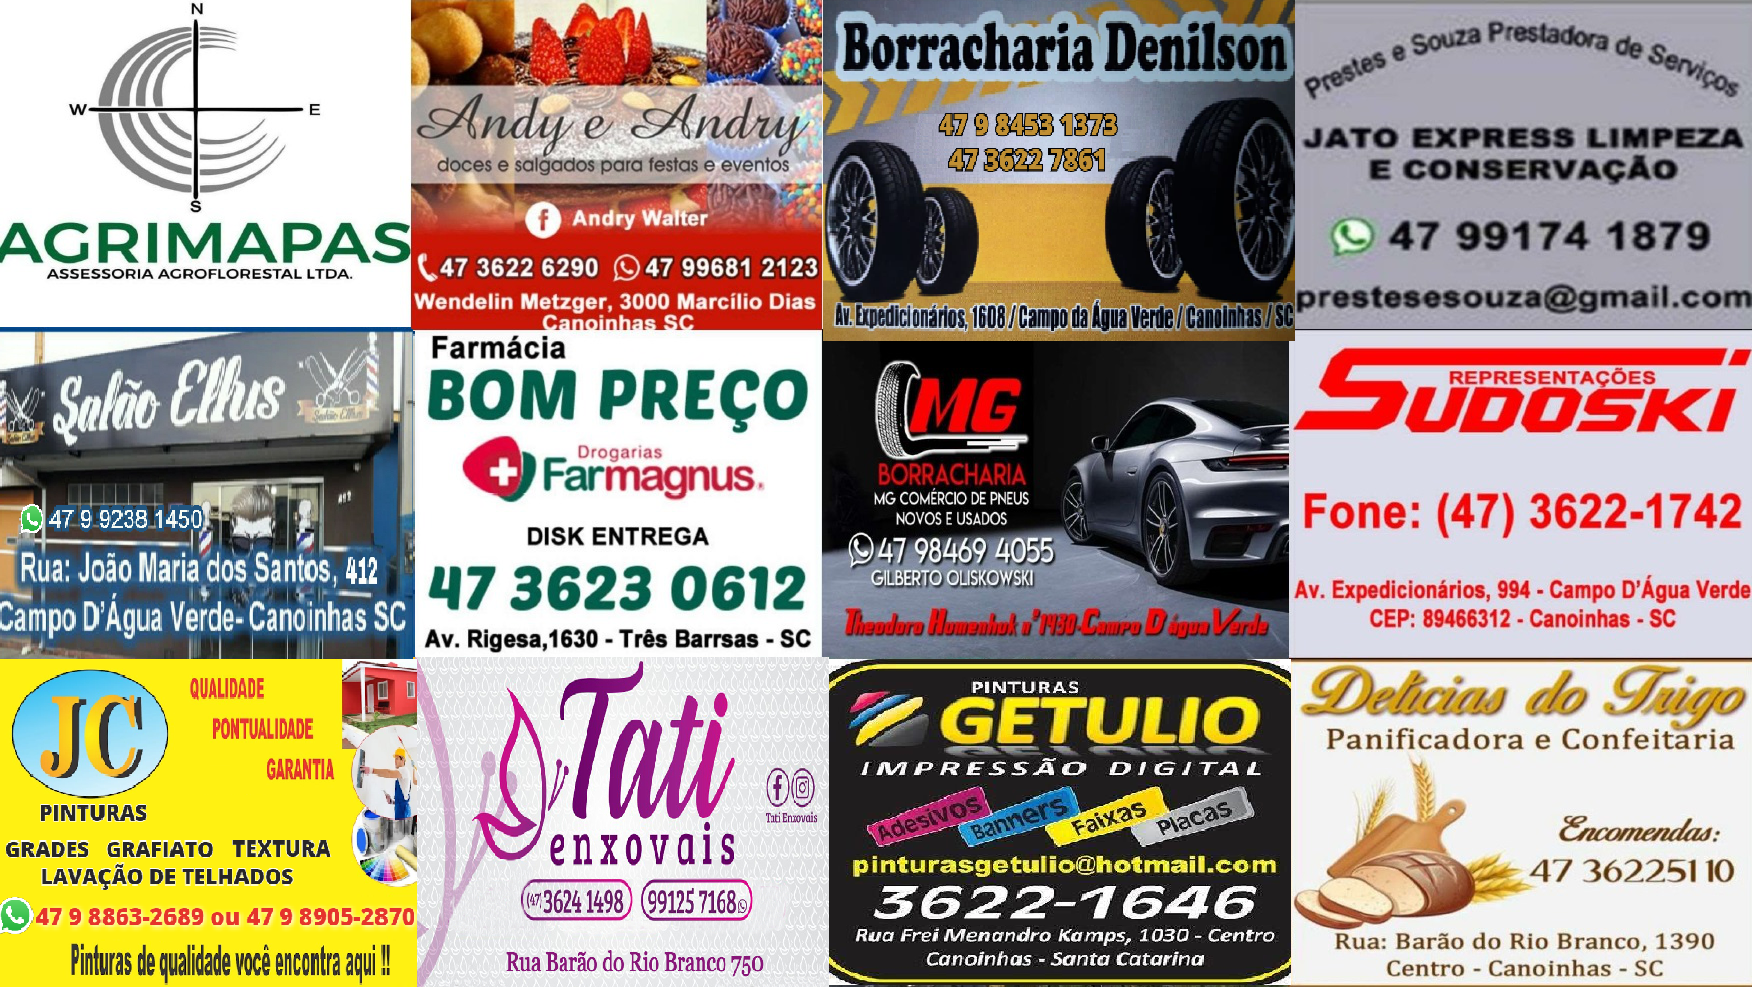 N
W E
S
AGRIMAPAS
ASSESSORIA AGROFLORESTAL LTDA.
Andy e Andry
doces e salgados para festas e eventos
Andry Walter
47 3622 6290 47 99681 2123
Wendelin Metzger, 3000 Marcílio Dias
Canoinhas SC
Borracharia Denilson
47 9 8453 1373
47 3622 7861
Av. Expedicionários, 1608 / Campo da Água Verde / Canoinhas / SC
Prestes e Souza Prestadora de Serviços
JATO EXPRESS LIMPEZA
E CONSERVAÇÃO
47 99174 1879
prestesesouza@gmail.com
Salão Ellus
Salão Ellus
412
47 9 9238 1450
Rua: João Maria dos Santos, 412
Campo D'Água Verde- Canoinhas SC
Farmácia
BOM PREÇO
Drogarias
Farmagnus
DISK ENTREGA
47 3623 0612
Av. Rigesa,1630 - Três Barrsas - SC
MG
BORRACHARIA
MG COMÉRCIO DE PNEUS
NOVOS E USADOS
47 98469 4055
GILBERTO OLISKOWSKI
Theodoro Humenhuk nº1430-Campo D água Verde
REPRESENTAÇÕES
SUDOSKI
Fone: (47) 3622-1742
Av. Expedicionários, 994 - Campo D'Água Verde
CEP: 89466312 - Canoinhas - SC
JC
PINTURAS
QUALIDADE
PONTUALIDADE
GARANTIA
GRADES GRAFIATO TEXTURA
LAVAÇÃO DE TELHADOS
47 9 8863-2689 ou 47 9 8905-2870
Pinturas de qualidade você encontra aqui !!
Tati
enxovais
Tati Enxovais
(47) 3624 1498 99125 7168
Rua Barão do Rio Branco 750
PINTURAS
GETULIO
IMPRESSÃO DIGITAL
Adesivos Banners Faixas Placas
pinturasgetulio@hotmail.com
3622-1646
Rua Frei Menandro Kamps, 1030 - Centro
Canoinhas - Santa Catarina
Delicias do Trigo
Panificadora e Confeitaria
Encomendas:
47 36225110
Rua: Barão do Rio Branco, 1390
Centro - Canoinhas - SC